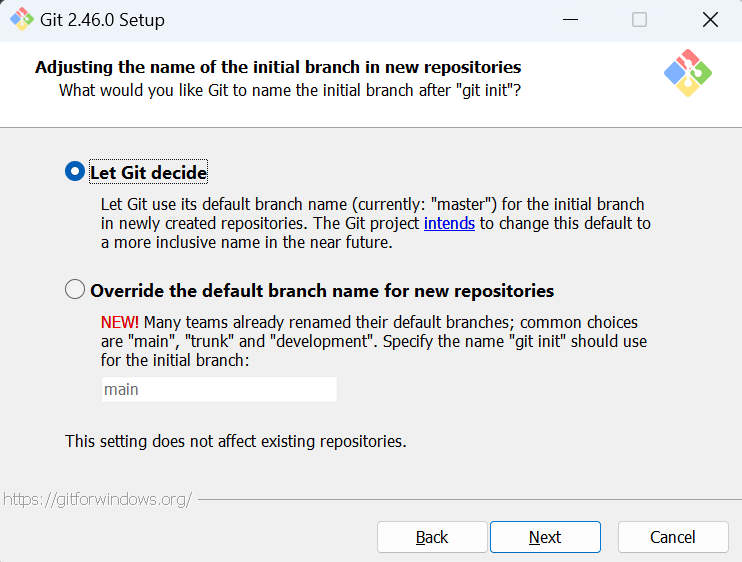 Git 2.46.0 Setup
Adjusting the name of the initial branch in new repositories
What would you like Git to name the initial branch after "git init"?
Let Git decide
Let Git use its default branch name (currently: "master") for the initial branch
in newly created repositories. The Git project intends to change this default to
a more inclusive name in the near future.
Override the default branch name for new repositories
NEW! Many teams already renamed their default branches; common choices
are "main", "trunk" and "development". Specify the name "git init" should use
for the initial branch:
main
This setting does not affect existing repositories.
https://gitforwindows.org/
Back Next Cancel